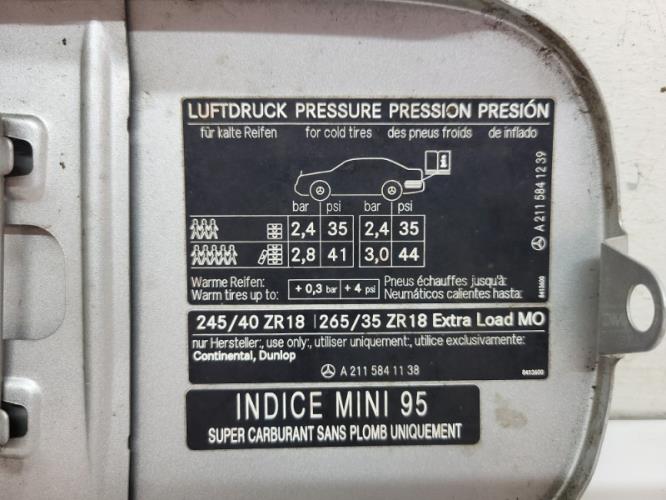 LUFTDRUCK PRESSURE PRESSION PRESIÓN
für kalte Reifen for cold tires des pneus froids de inflado
bar psi bar psi
2,4 35 2,4 35
2,8 41 3,0 44
Warme Reifen: Pneus échauffes jusqu'à:
Warm tires up to: + 0,3 bar + 4 psi Neumáticos calientes hasta:
A 211 584 12 39
8413600
245/40 ZR18 | 265/35 ZR18 Extra Load MO
nur Hersteller:, use only:, utiliser uniquement:, utilice exclusivamente:
Continental, Dunlop
A 211 584 11 38
8413600
INDICE MINI 95
SUPER CARBURANT SANS PLOMB UNIQUEMENT